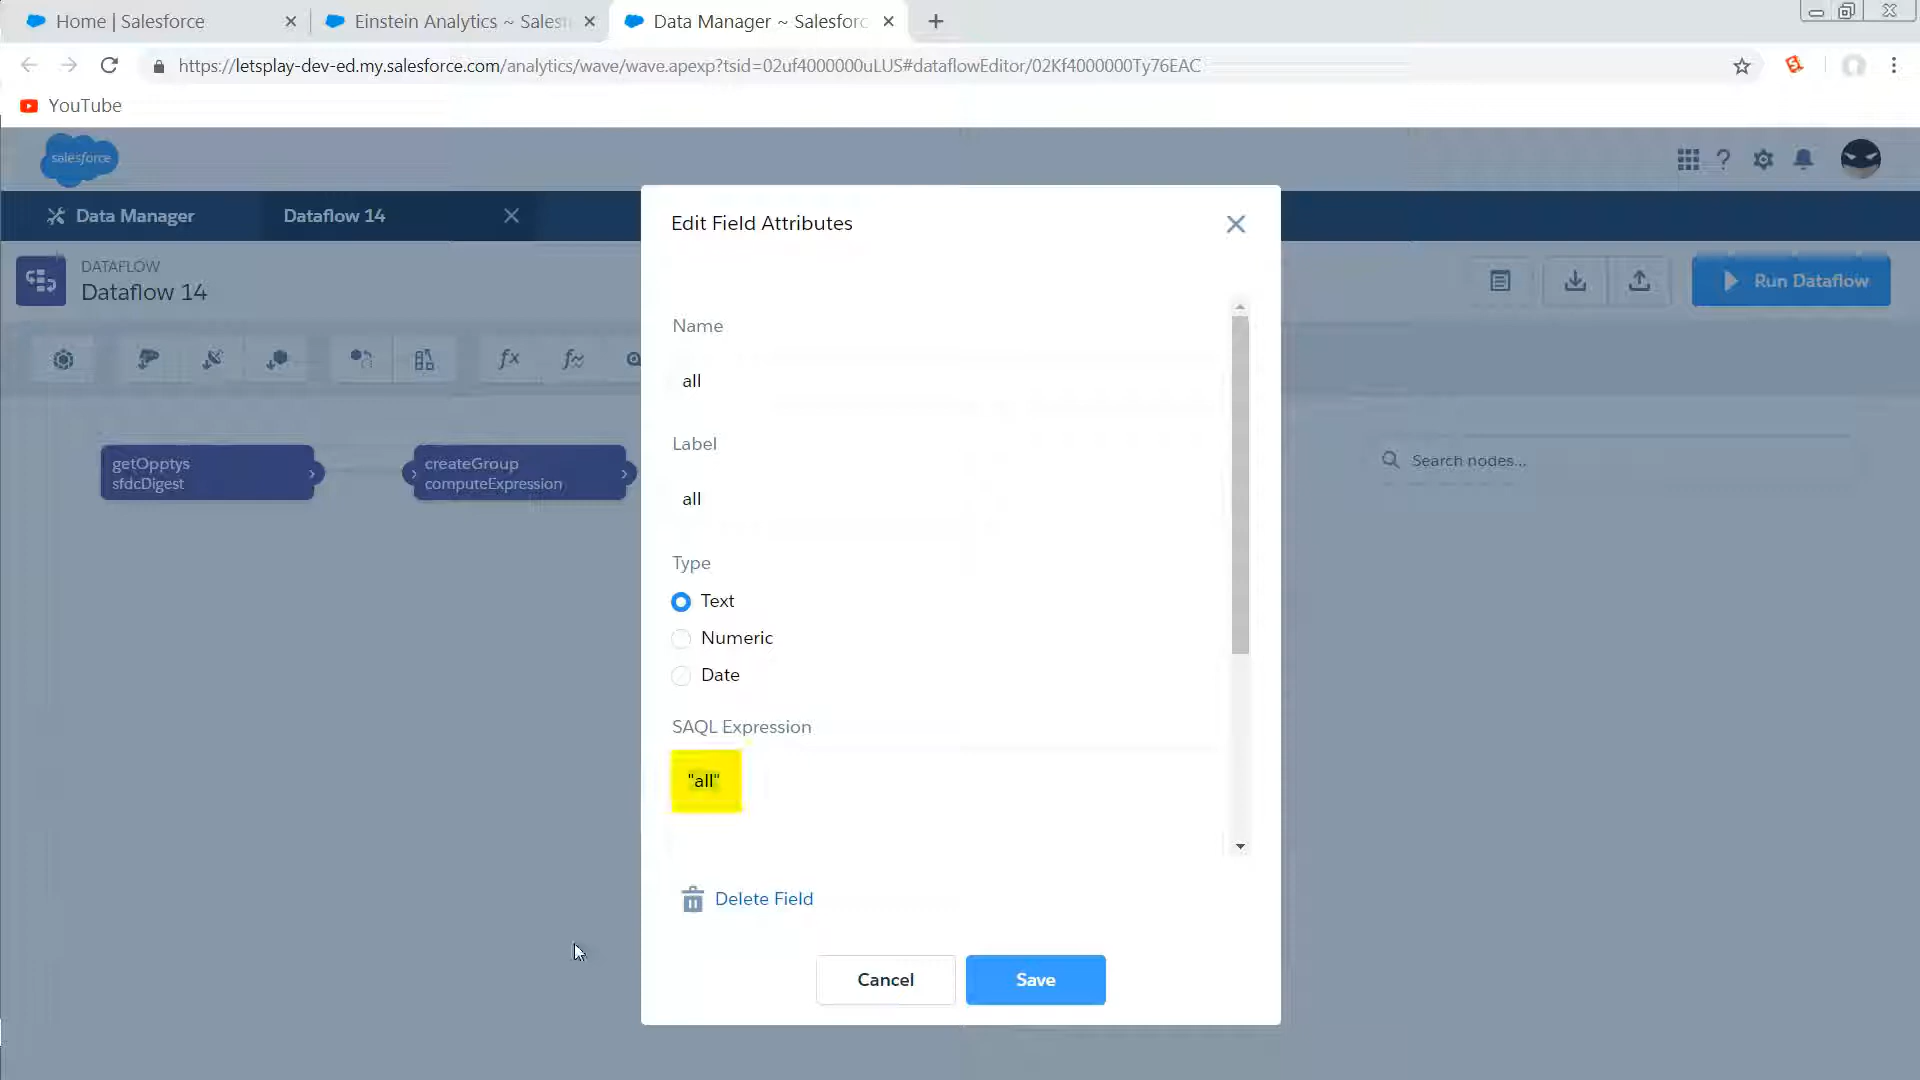 Home | Salesforce
Einstein Analytics ~ Salesf
Data Manager ~ Salesforc
https://letsplay-dev-ed.my.salesforce.com/analytics/wave/wave.apexp?tsid=02uf4000000uLUS#dataflowEditor/02Kf4000000Ty76EAC
YouTube
salesforce
Data Manager
Dataflow 14
DATAFLOW
Dataflow 14
Run Dataflow
getOpptys
sfdcDigest
createGroup
computeExpression
Search nodes...
Edit Field Attributes
Name
all
Label
all
Type
Text
Numeric
Date
SAQL Expression
"all"
Delete Field
Cancel
Save